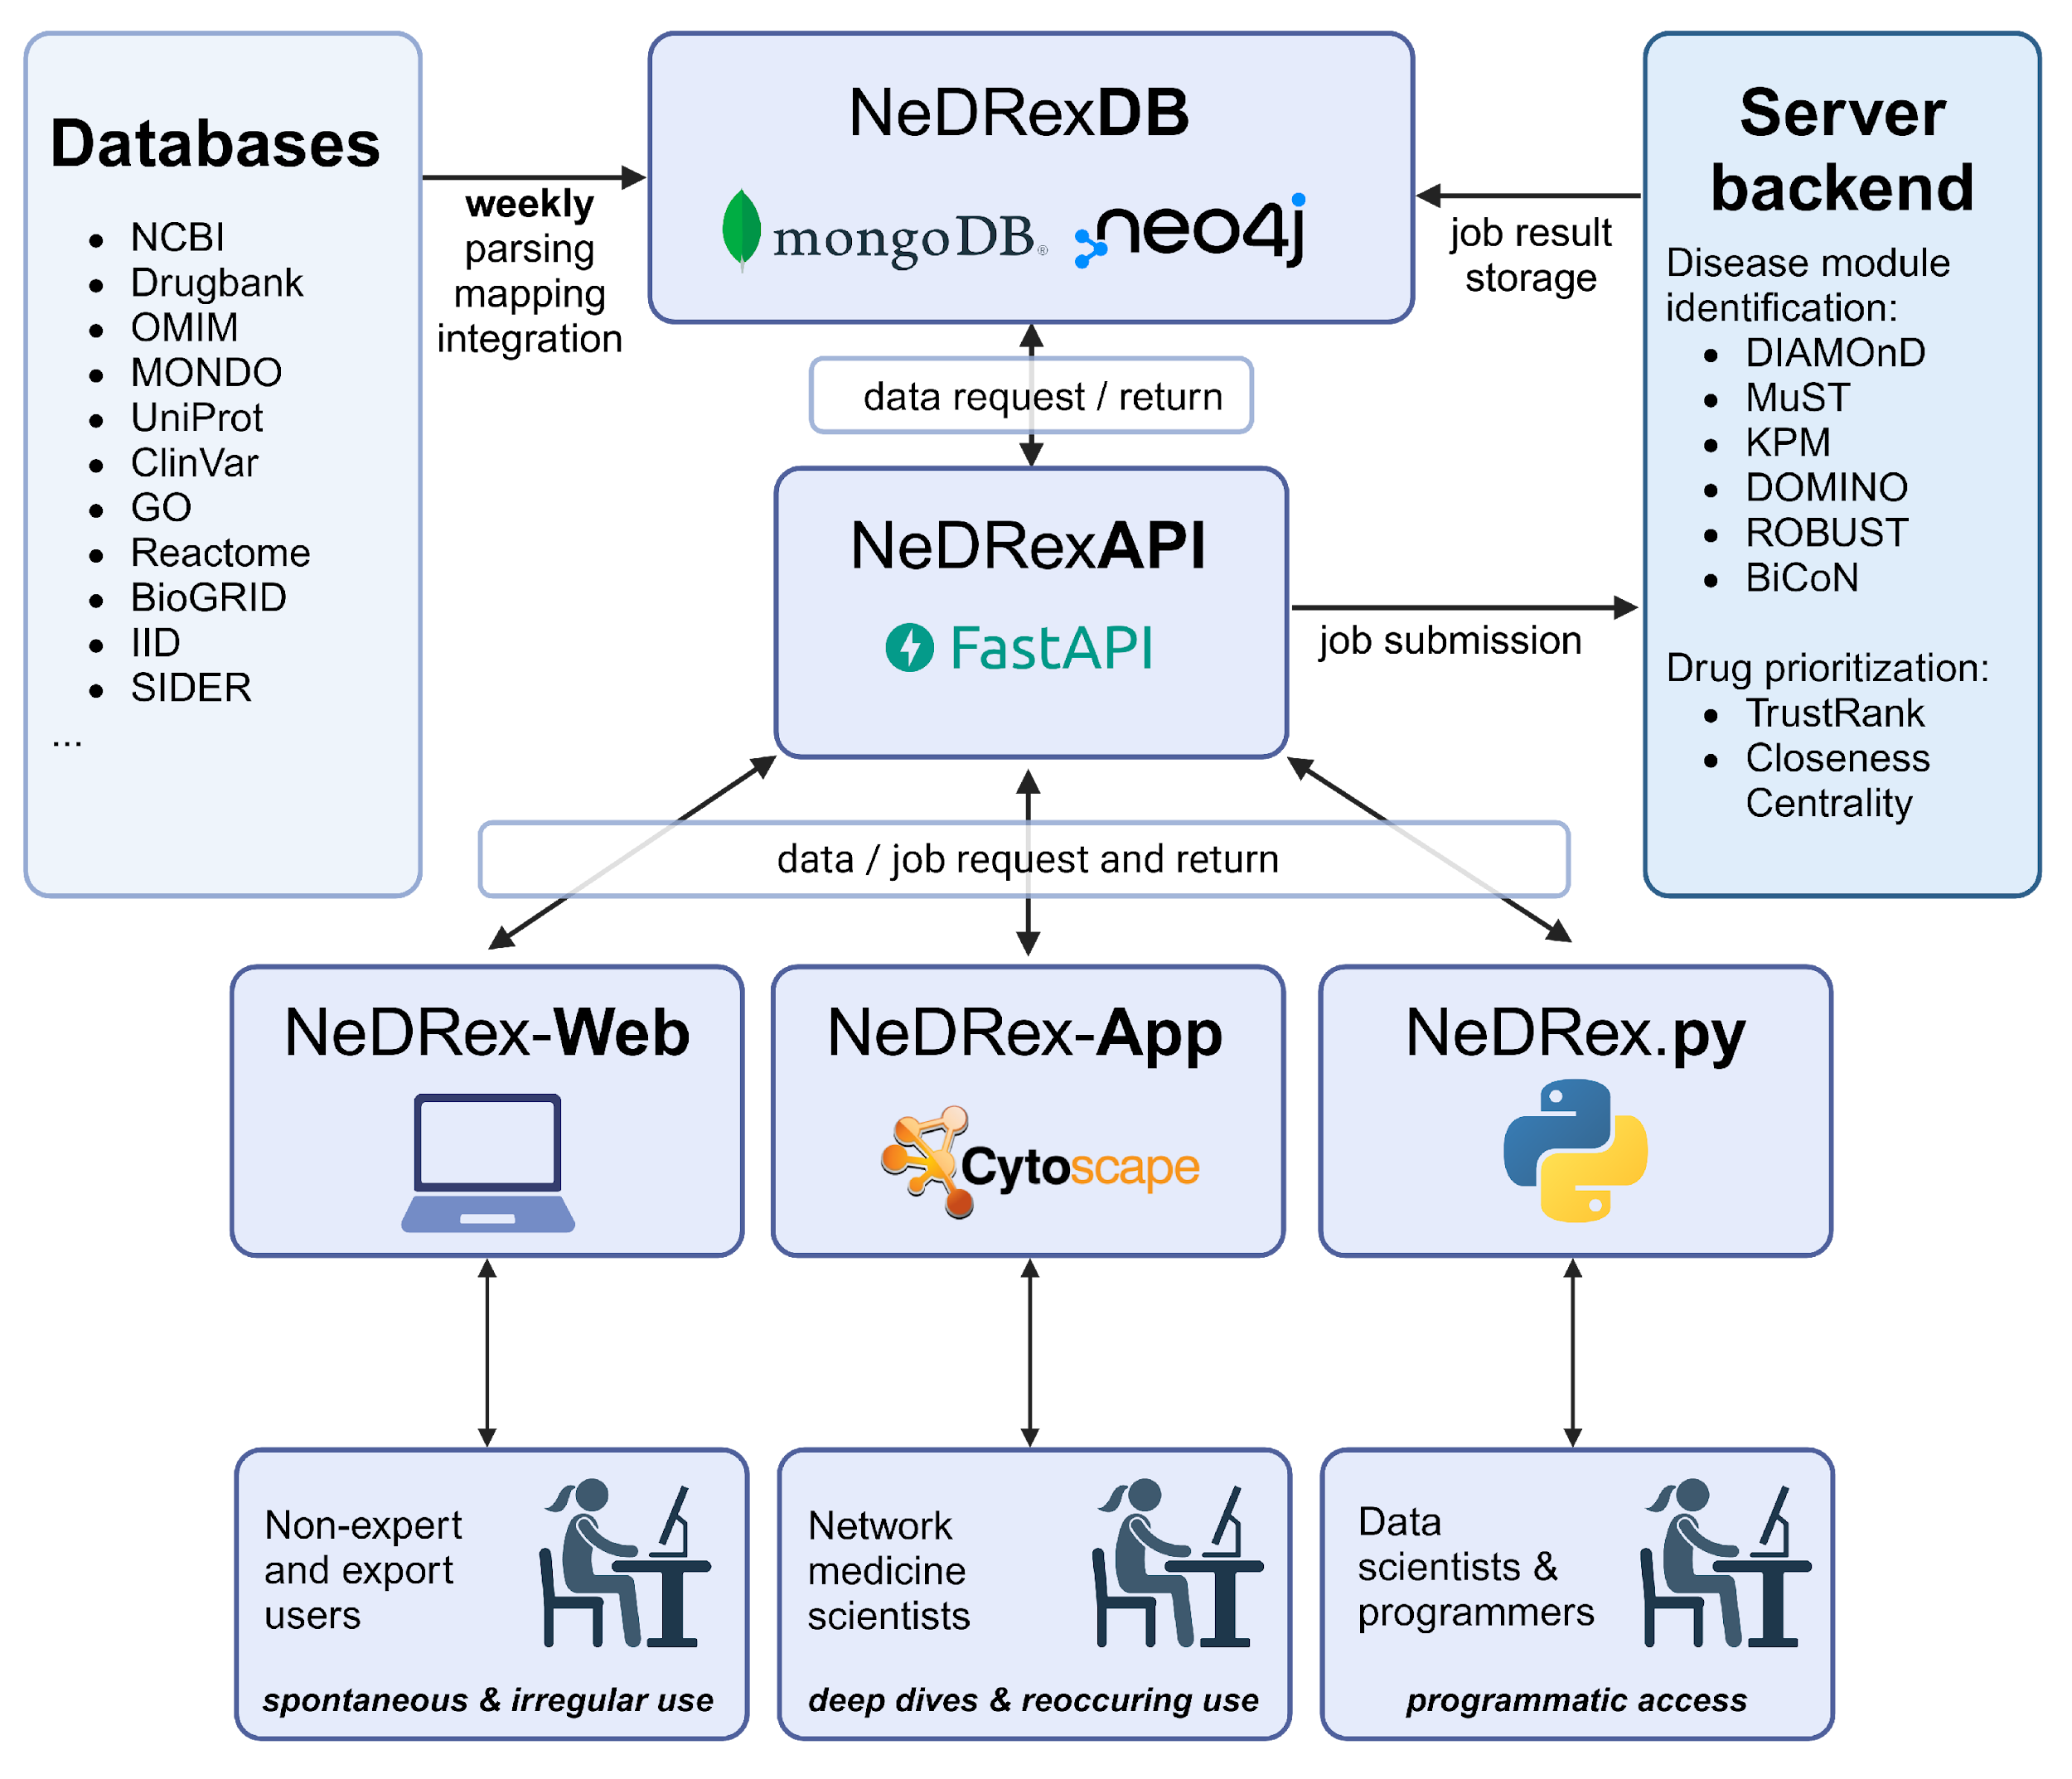 Databases
NCBI
Drugbank
OMIM
MONDO
UniProt
ClinVar
GO
Reactome
BioGRID
IID
SIDER
...
weekly
parsing
mapping
integration
NeDRexDB
mongoDB®
neo4j
job result
storage
Server
backend
Disease module
identification:
DIAMOnD
MuST
KPM
DOMINO
ROBUST
BiCoN
Drug prioritization:
TrustRank
Closeness
Centrality
data request / return
NeDRexAPI
FastAPI
job submission
data / job request and return
NeDRex-Web
NeDRex-App
Cytoscape
NeDRex.py
Non-expert
and export
users
spontaneous & irregular use
Network
medicine
scientists
deep dives & reoccuring use
Data
scientists &
programmers
programmatic access